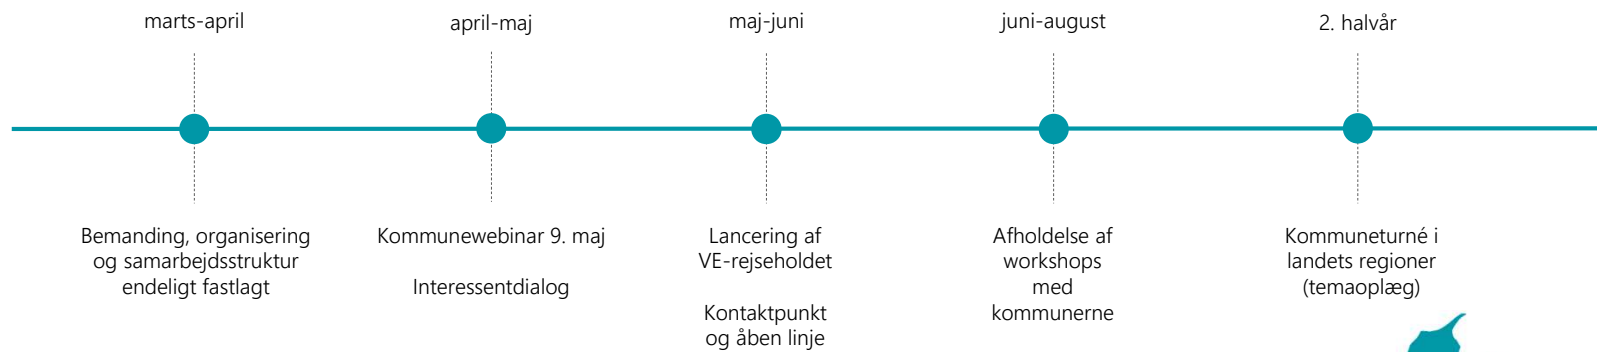 marts-april
april-maj
maj-juni
juni-august
2. halvår
Bemanding, organisering
og samarbejdsstruktur
endeligt fastlagt
Kommunewebinar 9. maj
Interessentdialog
Lancering af
VE-rejseholdet
Kontaktpunkt
og åben linje
Afholdelse af
workshops
med
kommunerne
Kommuneturné i
landets regioner
(temaoplæg)